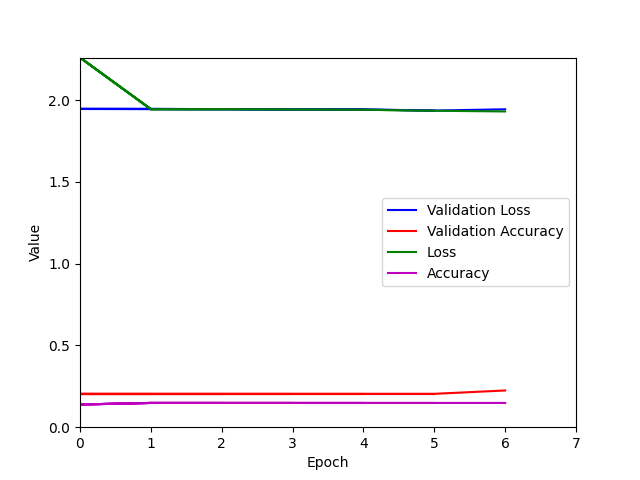 2.0
1.5
1.0
0.5
0.0
Value
0 1 2 3 4 5 6 7
Epoch
Validation Loss
Validation Accuracy
Loss
Accuracy